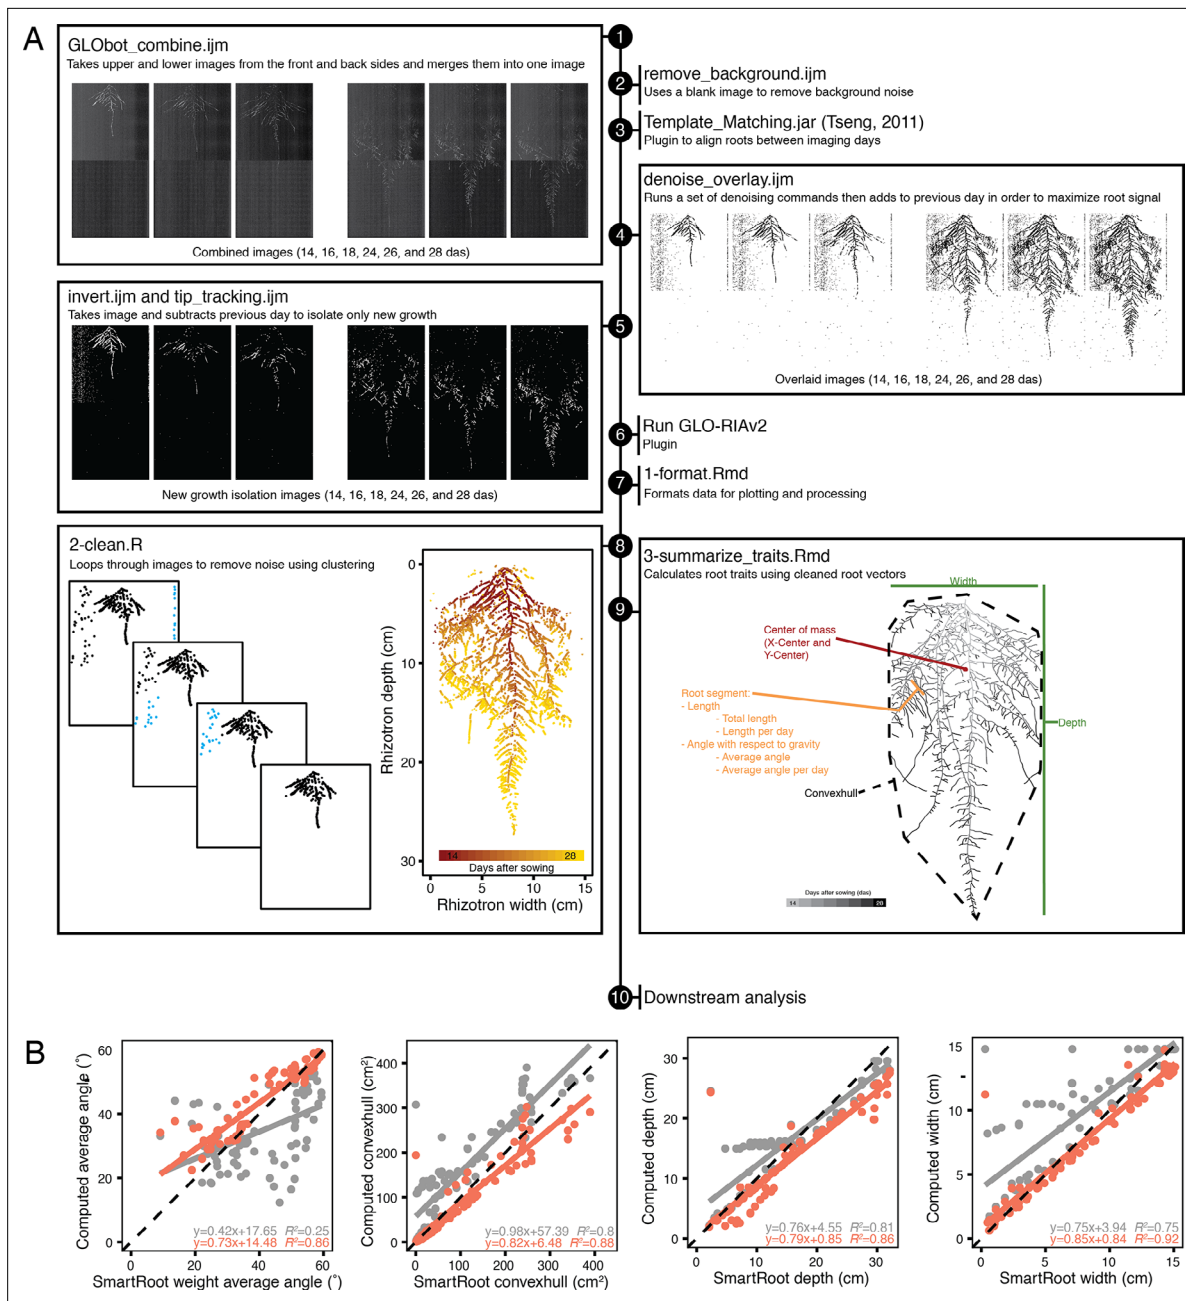 A
GLObot_combine.ijm
Takes upper and lower images from the front and back sides and merges them into one image
Combined images (14, 16, 18, 24, 26, and 28 das)
1
2
remove_background.ijm
Uses a blank image to remove background noise
3
Template_Matching.jar (Tseng, 2011)
Plugin to align roots between imaging days
4
denoise_overlay.ijm
Runs a set of denoising commands then adds to previous day in order to maximize root signal
Overlaid images (14, 16, 18, 24, 26, and 28 das)
5
invert.ijm and tip_tracking.ijm
Takes image and subtracts previous day to isolate only new growth
New growth isolation images (14, 16, 18, 24, 26, and 28 das)
6
Run GLO-RIAv2
Plugin
7
1-format.Rmd
Formats data for plotting and processing
8
2-clean.R
Loops through images to remove noise using clustering
Rhizotron depth (cm)
0
10
20
30
14
28
Days after sowing
0
5
10
15
Rhizotron width (cm)
9
3-summarize_traits.Rmd
Calculates root traits using cleaned root vectors
Width
Center of mass
(X-Center and
Y-Center)
Root segment:
- Length
- Total length
- Length per day
- Angle with respect to gravity
- Average angle
- Average angle per day
Depth
Convexhull
Days after sowing (das)
14
28
10
Downstream analysis
B
Computed average angle (˚)
60
40
20
0
y=0.42x+17.65 R²=0.25
y=0.73x+14.48 R²=0.86
0
20
40
60
SmartRoot weight average angle (˚)
Computed convexhull (cm²)
400
300
200
100
0
y=0.98x+57.39 R²=0.8
y=0.82x+6.48 R²=0.88
0
100
200
300
400
SmartRoot convexhull (cm²)
Computed depth (cm)
30
20
10
0
y=0.76x+4.55 R²=0.81
y=0.79x+0.85 R²=0.86
0
10
20
30
SmartRoot depth (cm)
Computed width (cm)
15
10
5
0
y=0.75x+3.94 R²=0.75
y=0.85x+0.84 R²=0.92
0
5
10
15
SmartRoot width (cm)